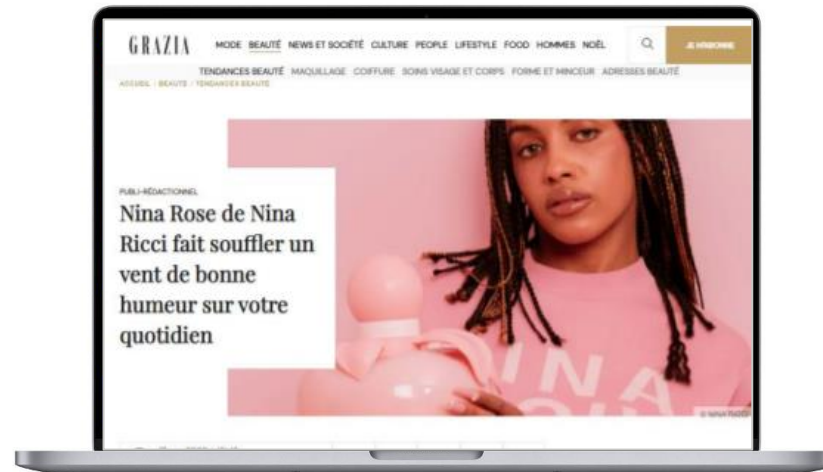 GRAZIA
MODE BEAUTÉ NEWS ET SOCIÉTÉ CULTURE PEOPLE LIFESTYLE FOOD HOMMES NOËL
JE M'ABONNE
TENDANCES BEAUTÉ MAQUILLAGE COIFFURE SOINS VISAGE ET CORPS FORME ET MINCEUR ADRESSES BEAUTÉ
ACCUEIL / BEAUTÉ / TENDANCES BEAUTÉ
PUBLI-RÉDACTIONNEL
Nina Rose de Nina
Ricci fait souffler un
vent de bonne
humeur sur votre
quotidien
NINA
© NINA RICCI